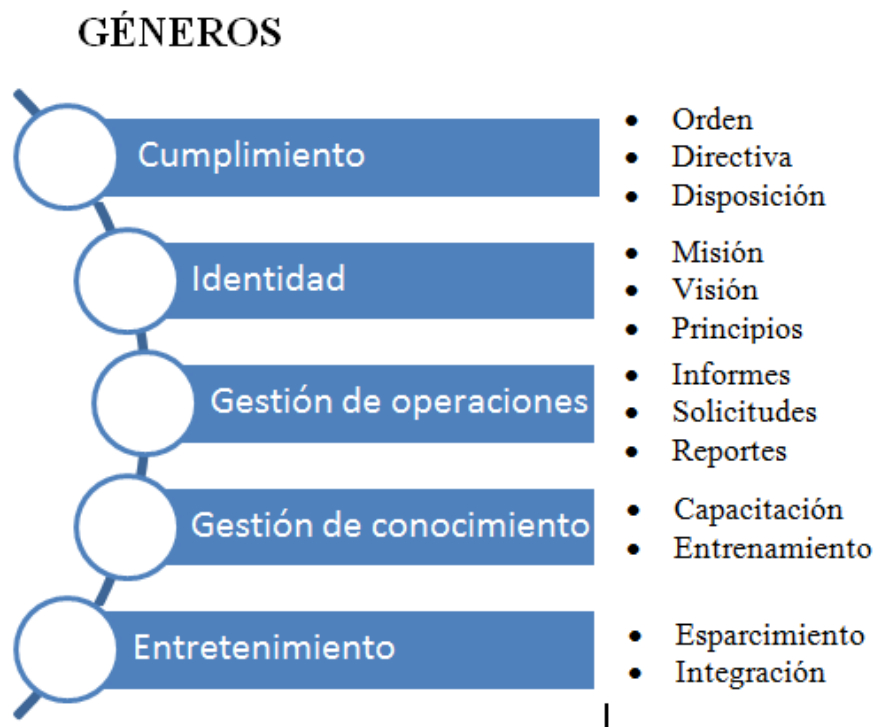 GÉNEROS
Cumplimiento
• Orden
• Directiva
• Disposición
Identidad
• Misión
• Visión
• Principios
Gestión de operaciones
• Informes
• Solicitudes
• Reportes
Gestión de conocimiento
• Capacitación
• Entrenamiento
Entretenimiento
• Esparcimiento
• Integración